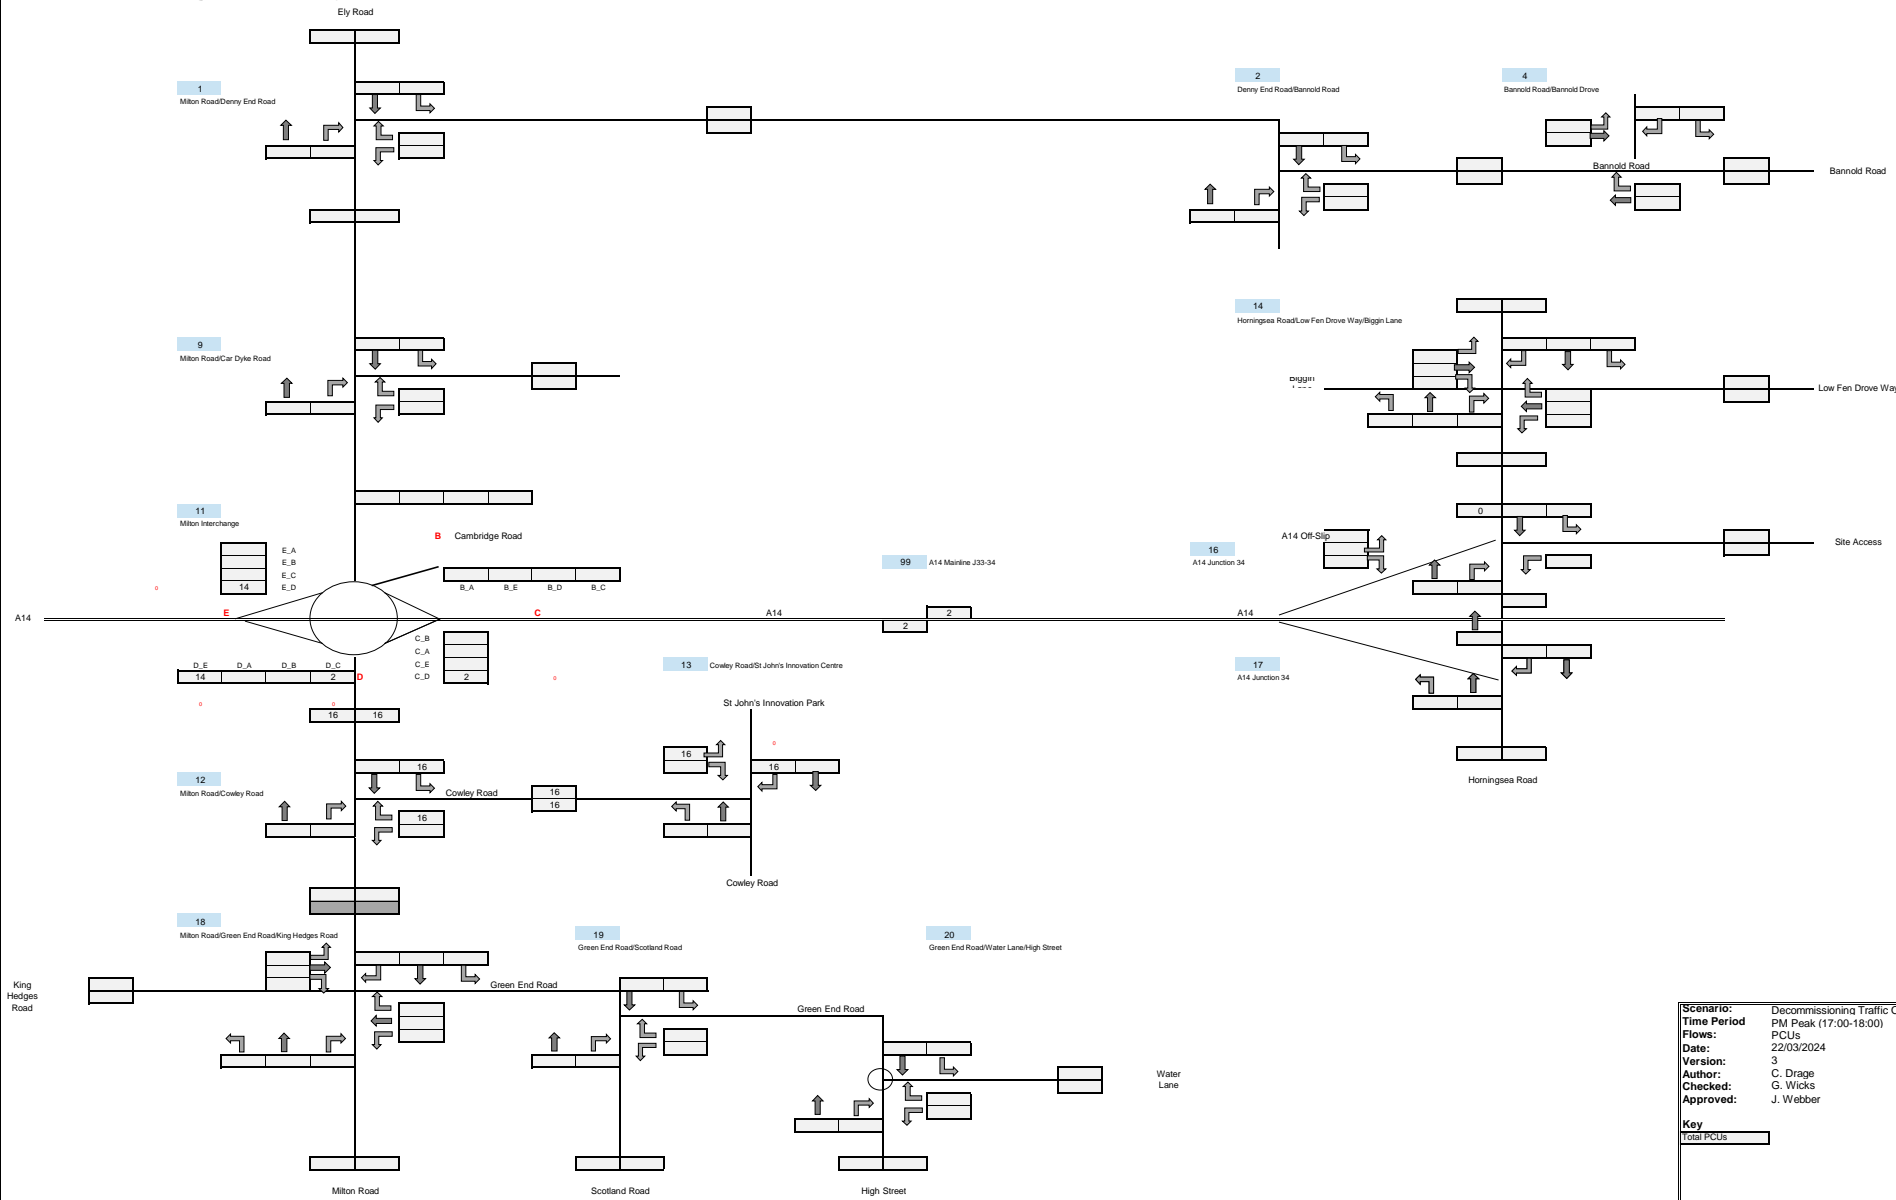 Ely Road
1
Milton Road/Denny End Road
2
Denny End Road/Bannold Road
4
Bannold Road/Bannold Drove
Bannold Road
Bannold Road
14
Horningsea Road/Low Fen Drove Way/Biggin Lane
9
Milton Road/Car Dyke Road
Biggin
Low Fen Drove Way
11
Milton Interchange
0
B Cambridge Road
A14 Off-Slip
Site Access
16
A14 Junction 34
99 A14 Mainline J33-34
E_A
E_B
E_C
14 E_D
B_A B_E B_D B_C
0
E
C
A14
A14
A14
2
2
C_B
C_A
C_E
C_D 2
D_E D_A D_B D_C
14 2 D
0
13 Cowley Road/St John's Innovation Centre
17
A14 Junction 34
0
0
16 16
St John's Innovation Park
0
16
16
16
12
Milton Road/Cowley Road
Cowley Road
16
16
16
Horningsea Road
Cowley Road
18
Milton Road/Green End Road/King Hedges Road
19
Green End Road/Scotland Road
20
Green End Road/Water Lane/High Street
King
Hedges
Road
Green End Road
Green End Road
Water
Lane
Milton Road
Scotland Road
High Street
Scenario: Decommissioning Traffic
Time Period PM Peak (17:00-18:00)
Flows: PCUs
Date: 22/03/2024
Version: 3
Author: C. Drage
Checked: G. Wicks
Approved: J. Webber
Key
Total PCUs